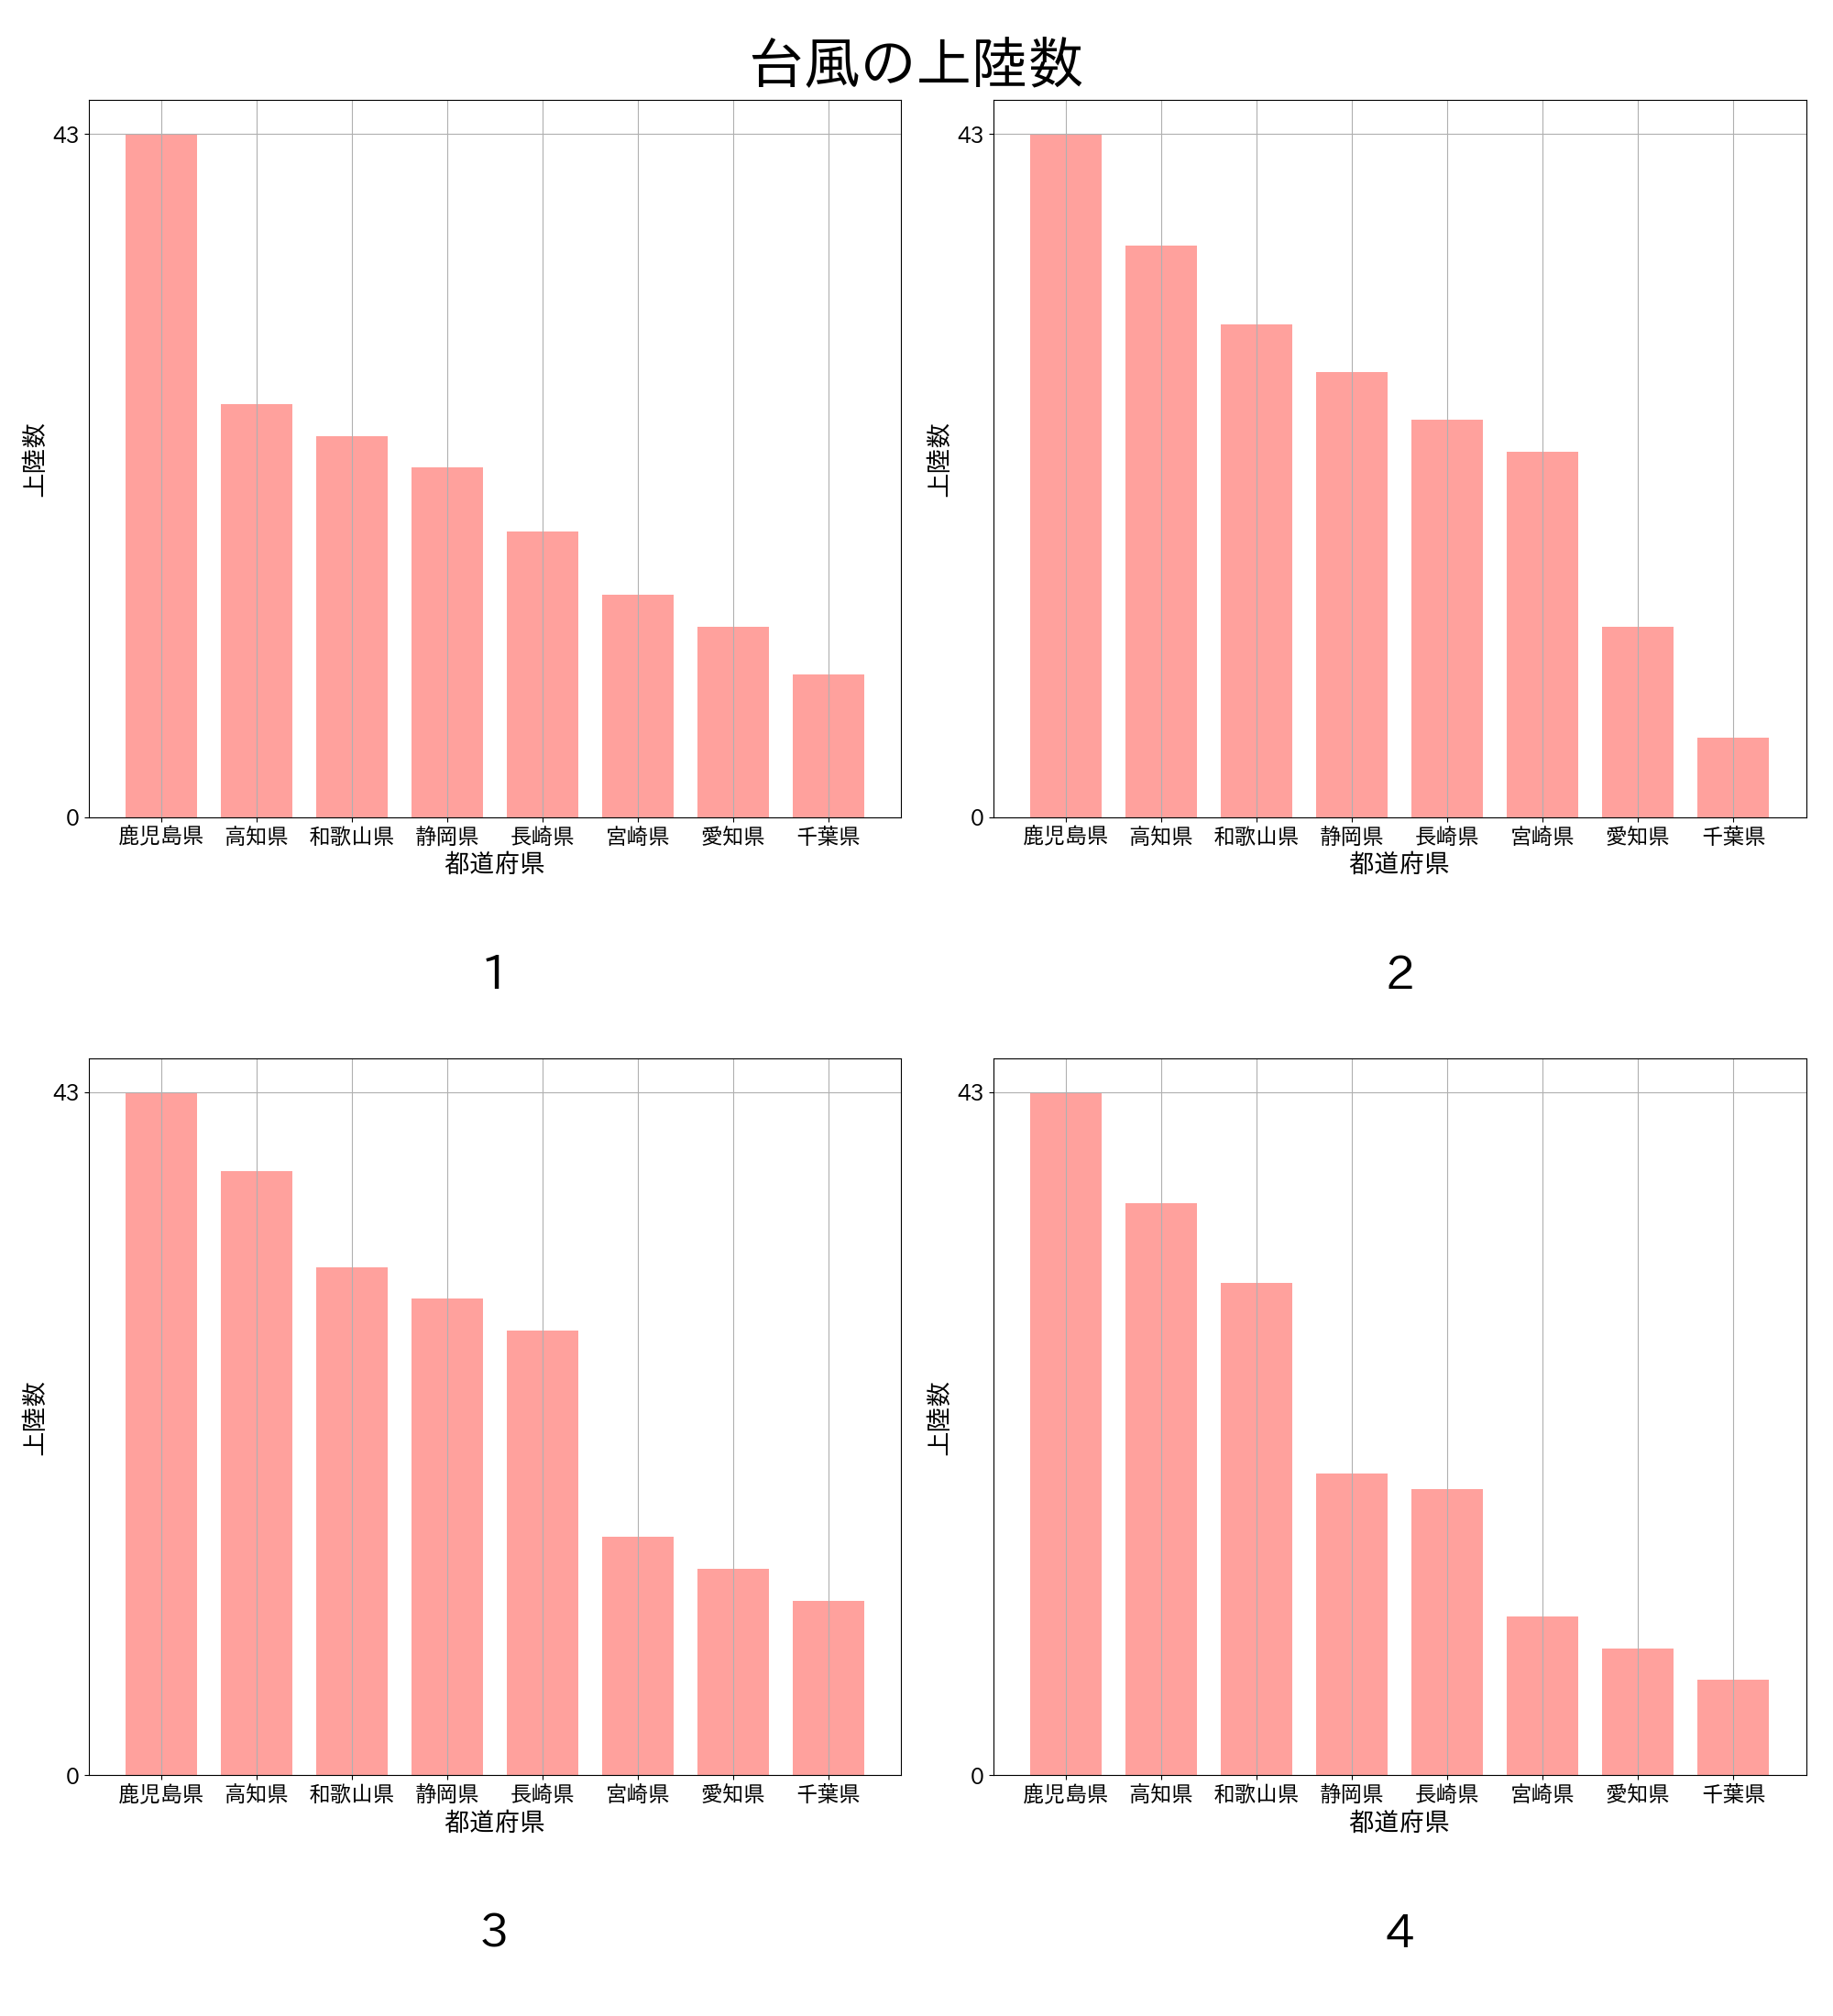 台風の上陸数
43
0
上陸数
鹿児島県 高知県 和歌山県 静岡県 長崎県 宮崎県 愛知県 千葉県
都道府県
1
43
0
上陸数
鹿児島県 高知県 和歌山県 静岡県 長崎県 宮崎県 愛知県 千葉県
都道府県
2
43
0
上陸数
鹿児島県 高知県 和歌山県 静岡県 長崎県 宮崎県 愛知県 千葉県
都道府県
3
43
0
上陸数
鹿児島県 高知県 和歌山県 静岡県 長崎県 宮崎県 愛知県 千葉県
都道府県
4